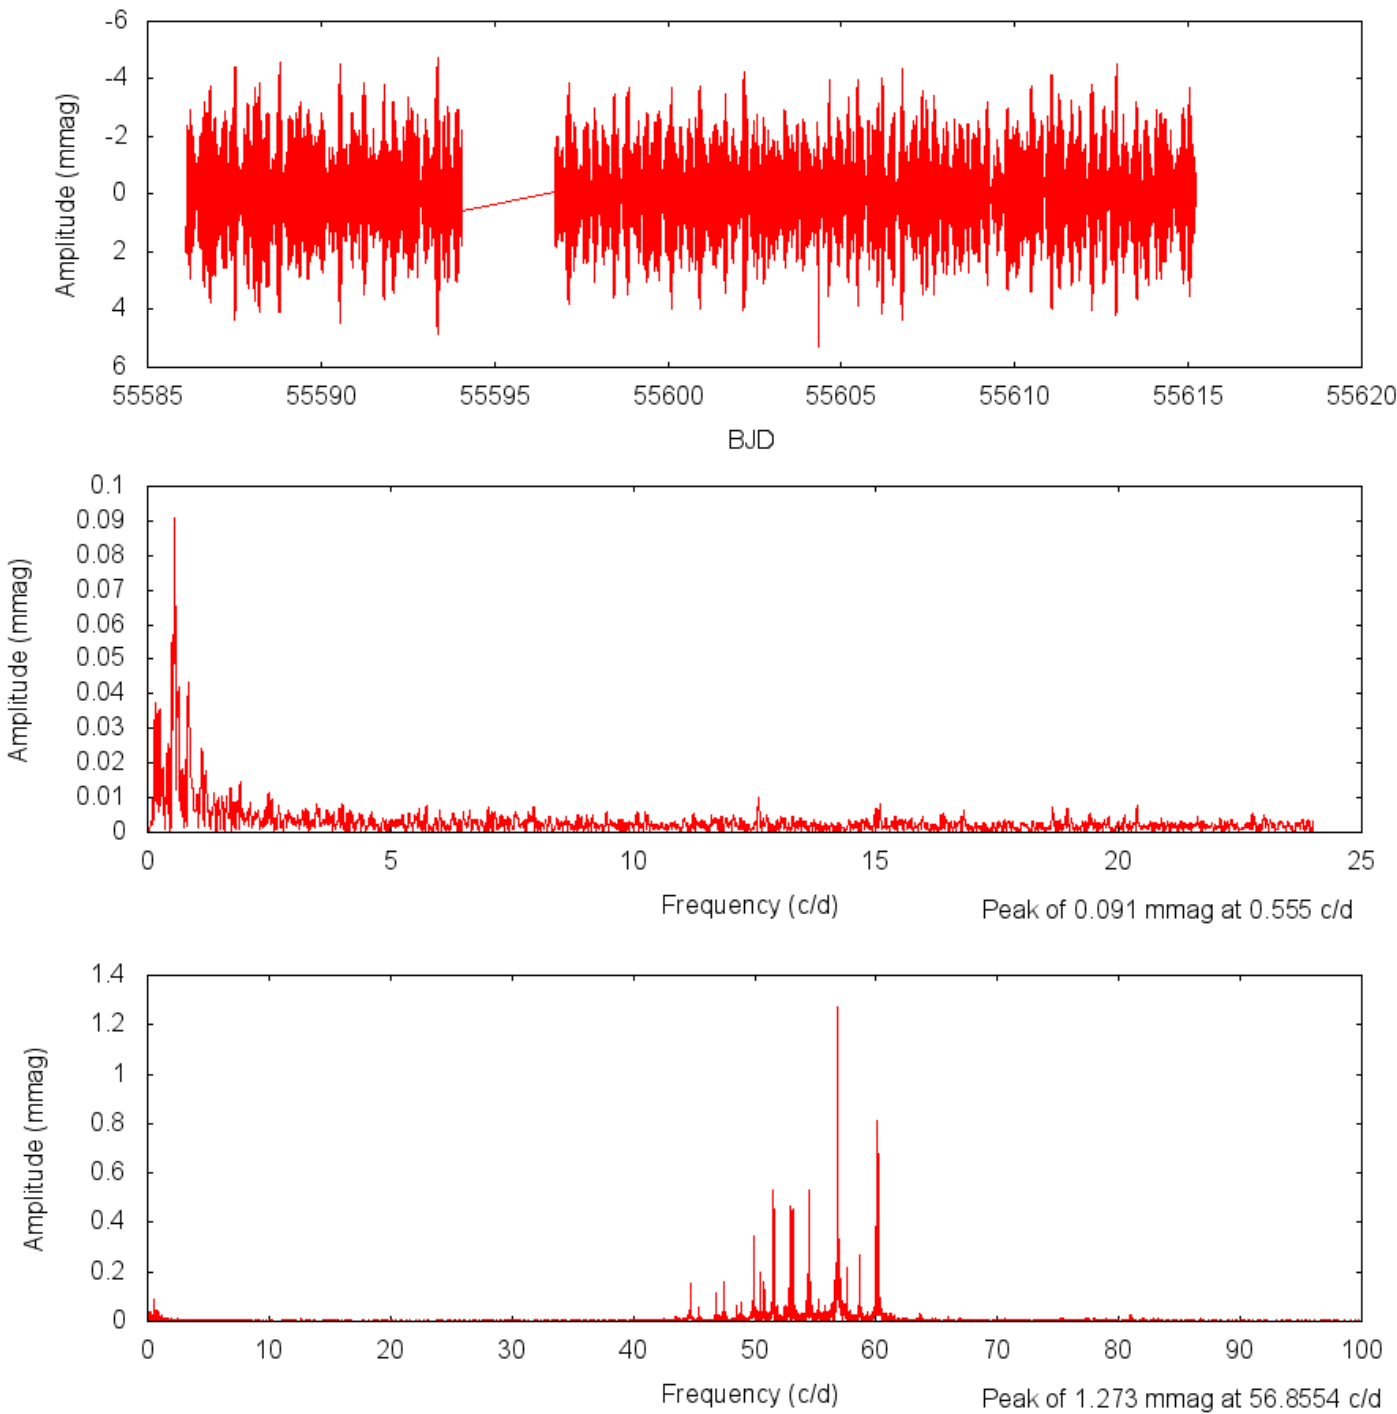 -6
-4
-2
0
2
4
6
Amplitude (mmag)
55585 55590 55595 55600 55605 55610 55615 55620
BJD
0.1
0.09
0.08
0.07
0.06
0.05
0.04
0.03
0.02
0.01
0
Amplitude (mmag)
0 5 10 15 20 25
Frequency (c/d) Peak of 0.091 mmag at 0.555 c/d
1.4
1.2
1
0.8
0.6
0.4
0.2
0
Amplitude (mmag)
0 10 20 30 40 50 60 70 80 90 100
Frequency (c/d) Peak of 1.273 mmag at 56.8554 c/d